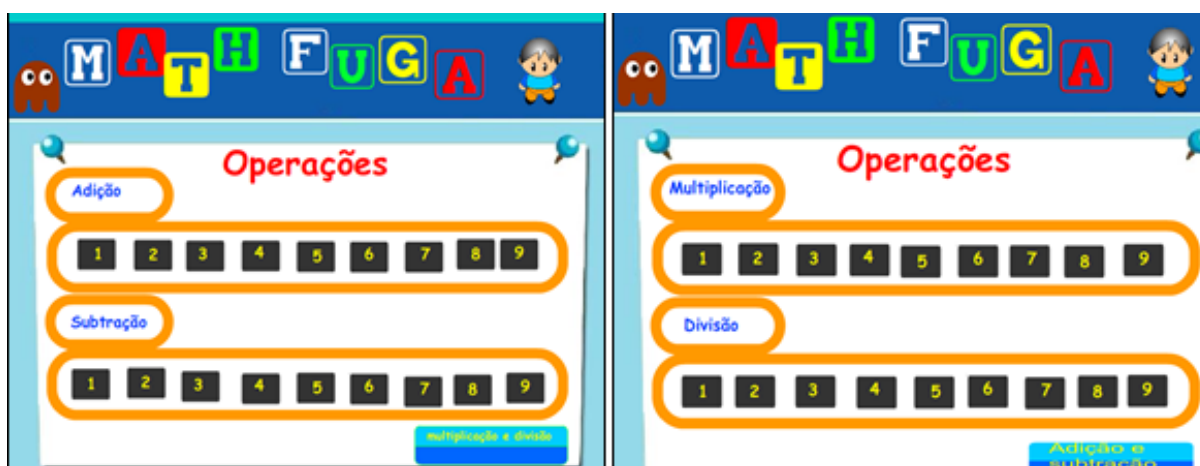 MATH FUGA
Operações
Adição
1 2 3 4 5 6 7 8 9
Subtração
1 2 3 4 5 6 7 8 9
multiplicação e divisão
MATH FUGA
Operações
Multiplicação
1 2 3 4 5 6 7 8 9
Divisão
1 2 3 4 5 6 7 8 9
Adição e
subtração